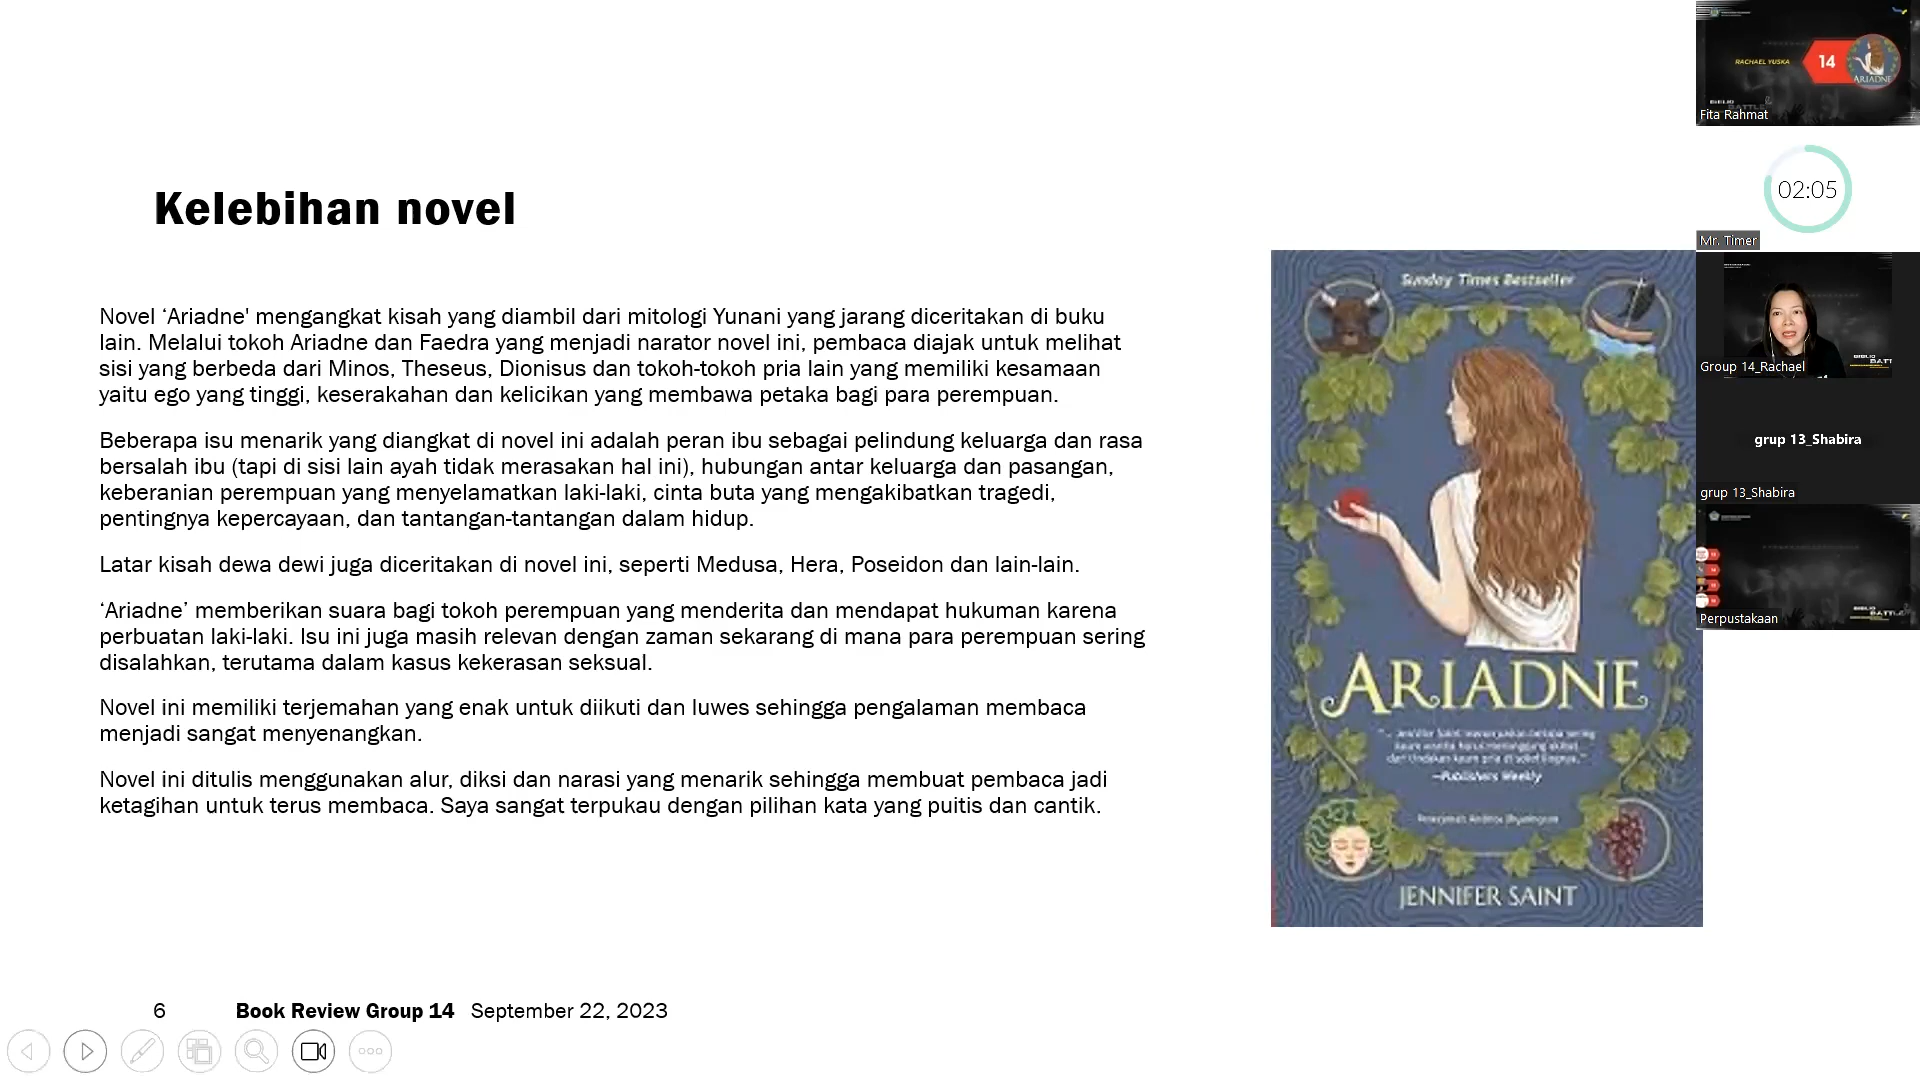 Kelebihan novel
Novel ‘Ariadne' mengangkat kisah yang diambil dari mitologi Yunani yang jarang diceritakan di buku
lain. Melalui tokoh Ariadne dan Faedra yang menjadi narator novel ini, pembaca diajak untuk melihat
sisi yang berbeda dari Minos, Theseus, Dionisus dan tokoh-tokoh pria lain yang memiliki kesamaan
yaitu ego yang tinggi, keserakahan dan kelicikan yang membawa petaka bagi para perempuan.
Beberapa isu menarik yang diangkat di novel ini adalah peran ibu sebagai pelindung keluarga dan rasa
bersalah ibu (tapi di sisi lain ayah tidak merasakan hal ini), hubungan antar keluarga dan pasangan,
keberanian perempuan yang menyelamatkan laki-laki, cinta buta yang mengakibatkan tragedi,
pentingnya kepercayaan, dan tantangan-tantangan dalam hidup.
Latar kisah dewa dewi juga diceritakan di novel ini, seperti Medusa, Hera, Poseidon dan lain-lain.
‘Ariadne’ memberikan suara bagi tokoh perempuan yang menderita dan mendapat hukuman karena
perbuatan laki-laki. Isu ini juga masih relevan dengan zaman sekarang di mana para perempuan sering
disalahkan, terutama dalam kasus kekerasan seksual.
Novel ini memiliki terjemahan yang enak untuk diikuti dan luwes sehingga pengalaman membaca
menjadi sangat menyenangkan.
Novel ini ditulis menggunakan alur, diksi dan narasi yang menarik sehingga membuat pembaca jadi
ketagihan untuk terus membaca. Saya sangat terpukau dengan pilihan kata yang puitis dan cantik.
6 Book Review Group 14 September 22, 2023
Sunday Times Bestseller
ARIADNE
—Publishers Weekly
JENNIFER SAINT
RACHAEL YUSKA
14
ARIADNE
Fita Rahmat
02:05
Mr. Timer
Group 14_Rachael
grup 13_Shabira
grup 13_Shabira
Perpustakaan